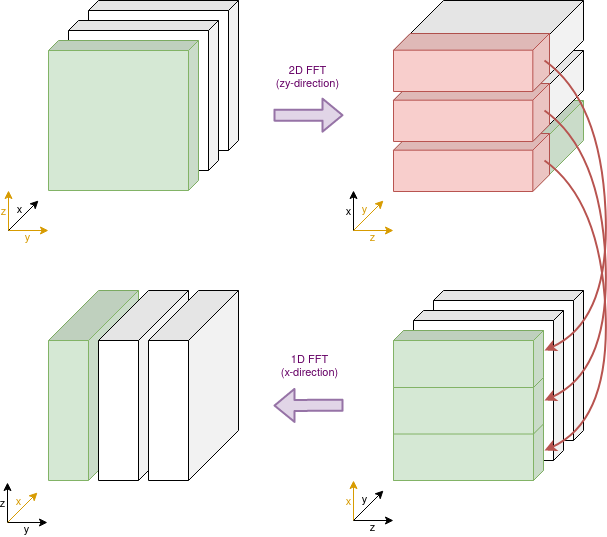 2D FFT
(zy-direction)
z
x
y
x
y
z
1D FFT
(x-direction)
z
x
y
x
y
z